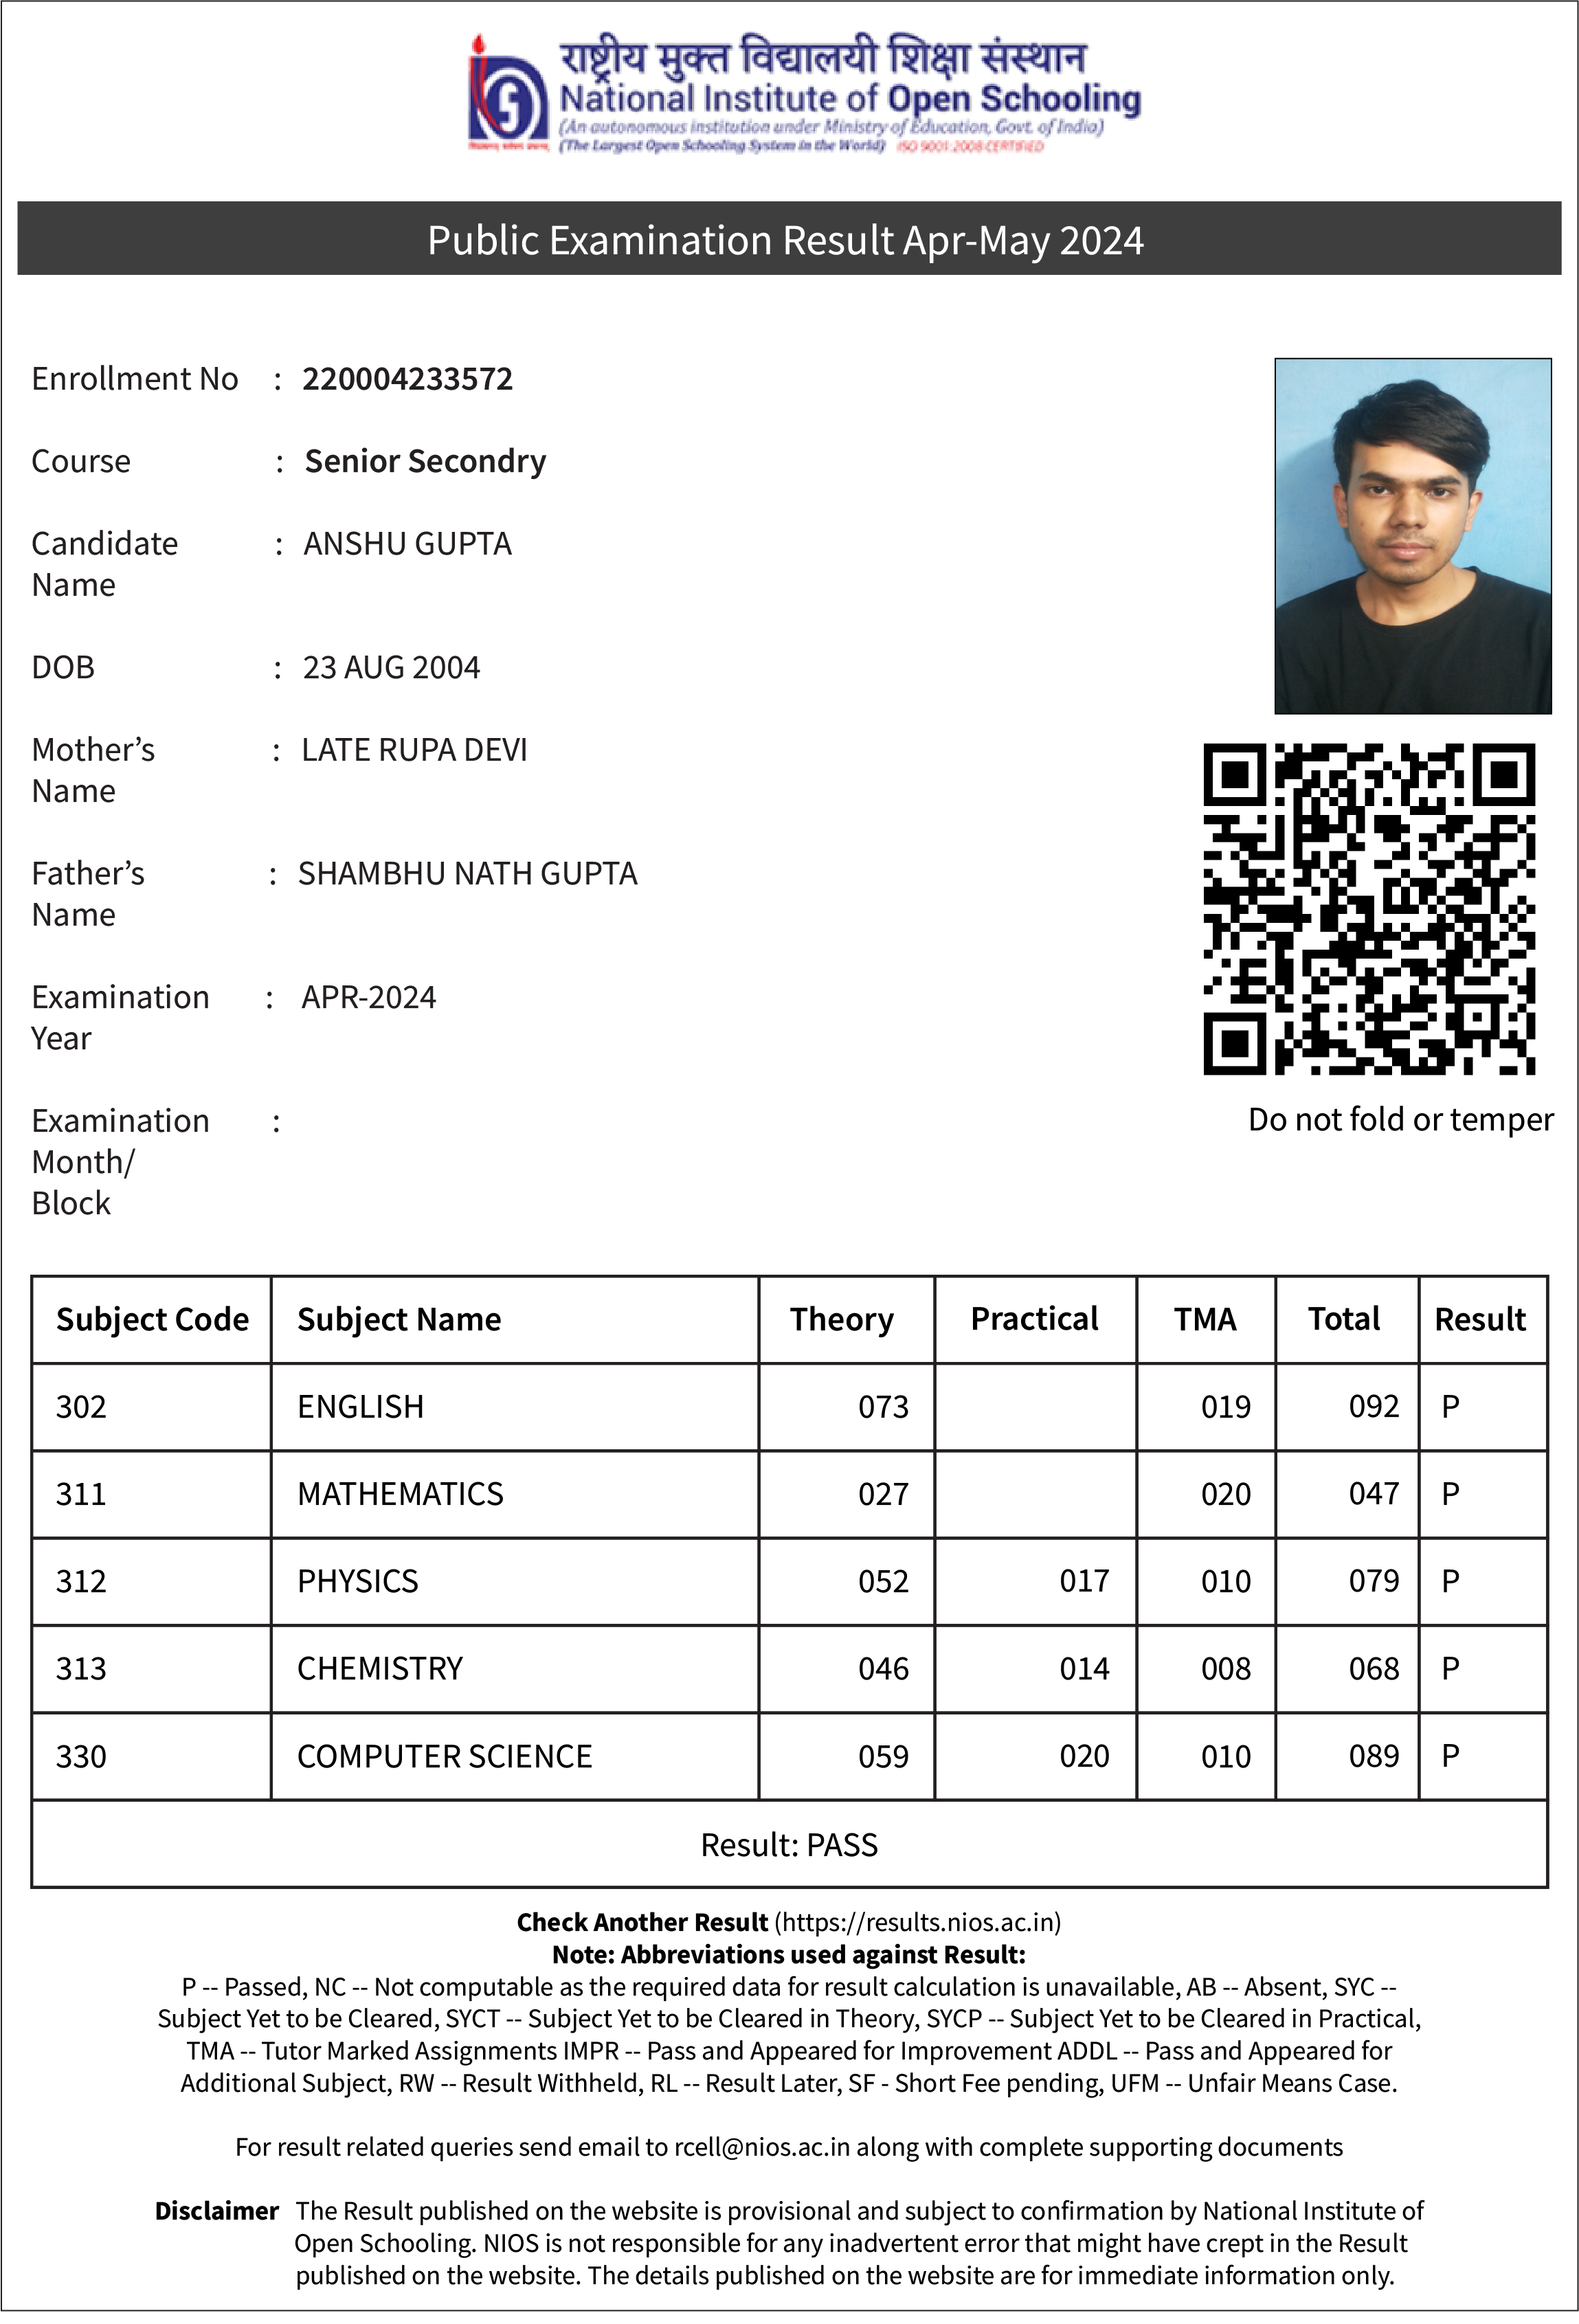 राष्ट्रीय मुक्त विद्यालयी शिक्षा संस्थान
National Institute of Open Schooling
(An autonomous institution under Ministry of Education, Govt. of India)
(The Largest Open Schooling System in the World) ISO 9001:2008 CERTIFIED
Public Examination Result Apr-May 2024
Enrollment No : 220004233572
Course : Senior Secondry
Candidate : ANSHU GUPTA
Name
DOB : 23 AUG 2004
Mother’s : LATE RUPA DEVI
Name
Father’s : SHAMBHU NATH GUPTA
Name
Examination : APR-2024
Year
Examination :
Month/
Block
Do not fold or temper
Subject Code Subject Name Theory Practical TMA Total Result
302 ENGLISH 073 019 092 P
311 MATHEMATICS 027 020 047 P
312 PHYSICS 052 017 010 079 P
313 CHEMISTRY 046 014 008 068 P
330 COMPUTER SCIENCE 059 020 010 089 P
Result: PASS
Check Another Result (https://results.nios.ac.in)
Note: Abbreviations used against Result:
P -- Passed, NC -- Not computable as the required data for result calculation is unavailable, AB -- Absent, SYC --
Subject Yet to be Cleared, SYCT -- Subject Yet to be Cleared in Theory, SYCP -- Subject Yet to be Cleared in Practical,
TMA -- Tutor Marked Assignments IMPR -- Pass and Appeared for Improvement ADDL -- Pass and Appeared for
Additional Subject, RW -- Result Withheld, RL -- Result Later, SF - Short Fee pending, UFM -- Unfair Means Case.
For result related queries send email to rcell@nios.ac.in along with complete supporting documents
Disclaimer The Result published on the website is provisional and subject to confirmation by National Institute of
Open Schooling. NIOS is not responsible for any inadvertent error that might have crept in the Result
published on the website. The details published on the website are for immediate information only.